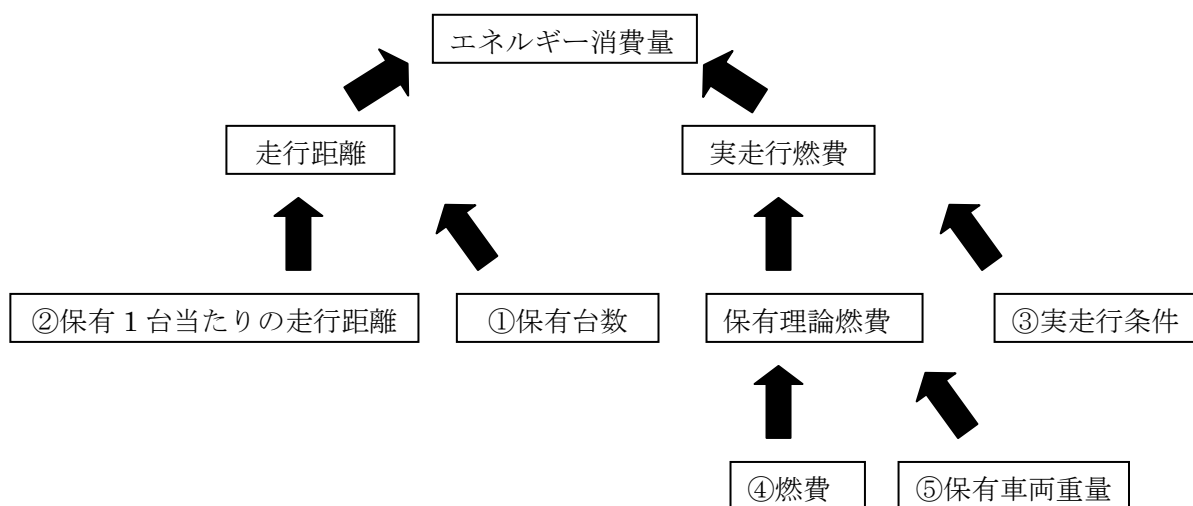 エネルギー消費量
走行距離
実走行燃費
②保有1台当たりの走行距離
①保有台数
保有理論燃費
③実走行条件
④燃費
⑤保有車両重量